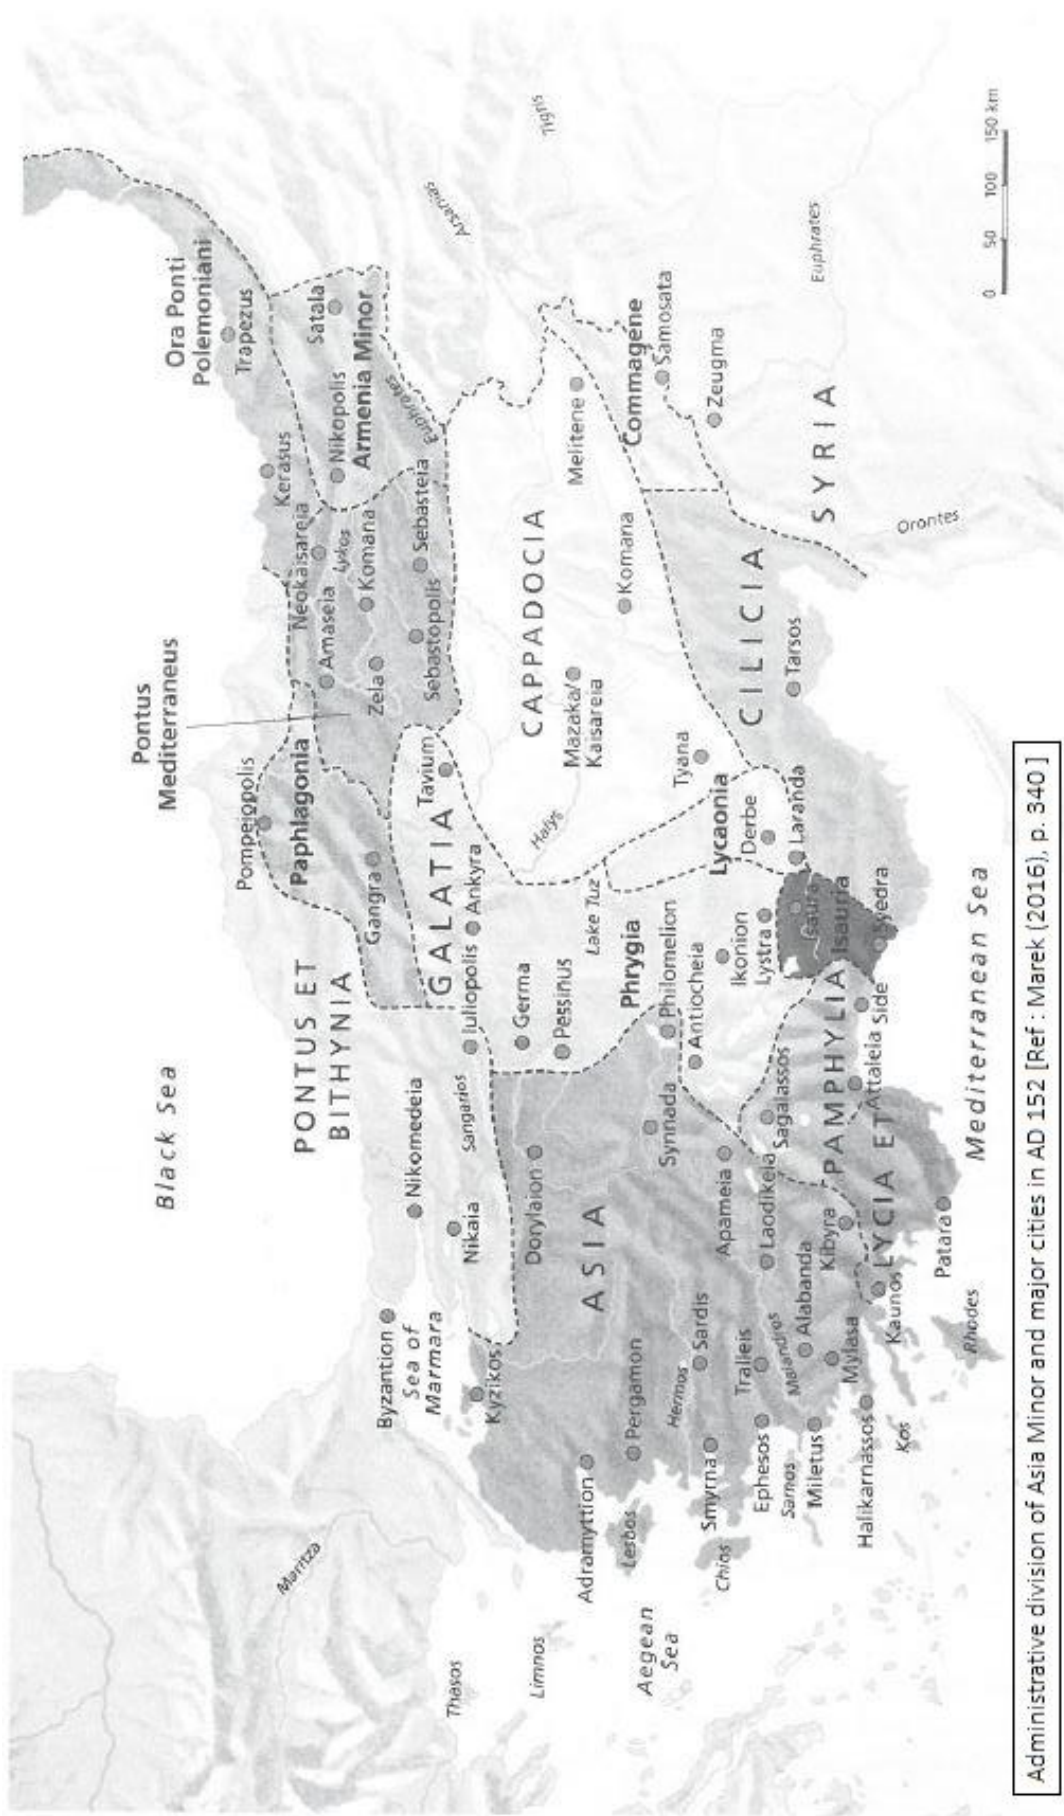 Black Sea
Maritza
Thasos
Limnos
Aegean
Sea
Byzantion
Sea of
Marmara
Kyzikos
Nikomedeia
Nikaia
Sangarios
PONTUS ET
BITHYNIA
Pontus
Mediterraneus
Pompejopolis
Paphlagonia
Gangra
Ora Ponti
Polemoniani
Trapezus
Kerasus
Neokaisareia
Lykos
Amaseia
Komana
Zela
Sebastopolis
Sebasteia
Satala
Nikopolis
Armenia Minor
Euphrates
Arsanias
Tigris
GALATIA
Tavium
Ankyra
Iuliopolis
Germa
Pessinus
Halys
Lake Tuz
Phrygia
Philomelion
Antiocheia
Ikonion
Lystra
Lycaonia
Derbe
Laranda
Isaura
Isauria
Syedra
CAPPADOCIA
Mazaka/
Kaisareia
Komana
Melitene
Tyana
Commagene
Samosata
Zeugma
Euphrates
SYRIA
Orontes
CILICIA
Tarsos
ASIA
Dorylaion
Synnada
Apameia
Laodikeia
Sagalassos
Adramyttion
Pergamon
Lesbos
Hermos
Sardis
Smyrna
Chios
Tralleis
Maiandros
Ephesos
Samos
Miletus
Alabanda
Mylasa
Halikarnassos
Kos
Kibyra
Kaunos
Rhodes
LYCIA ET
PAMPHYLIA
Attaleia
Side
Patara
Mediterranean Sea
0 50 100 150 km
Administrative division of Asia Minor and major cities in AD 152 [Ref : Marek (2016), p. 340 ]